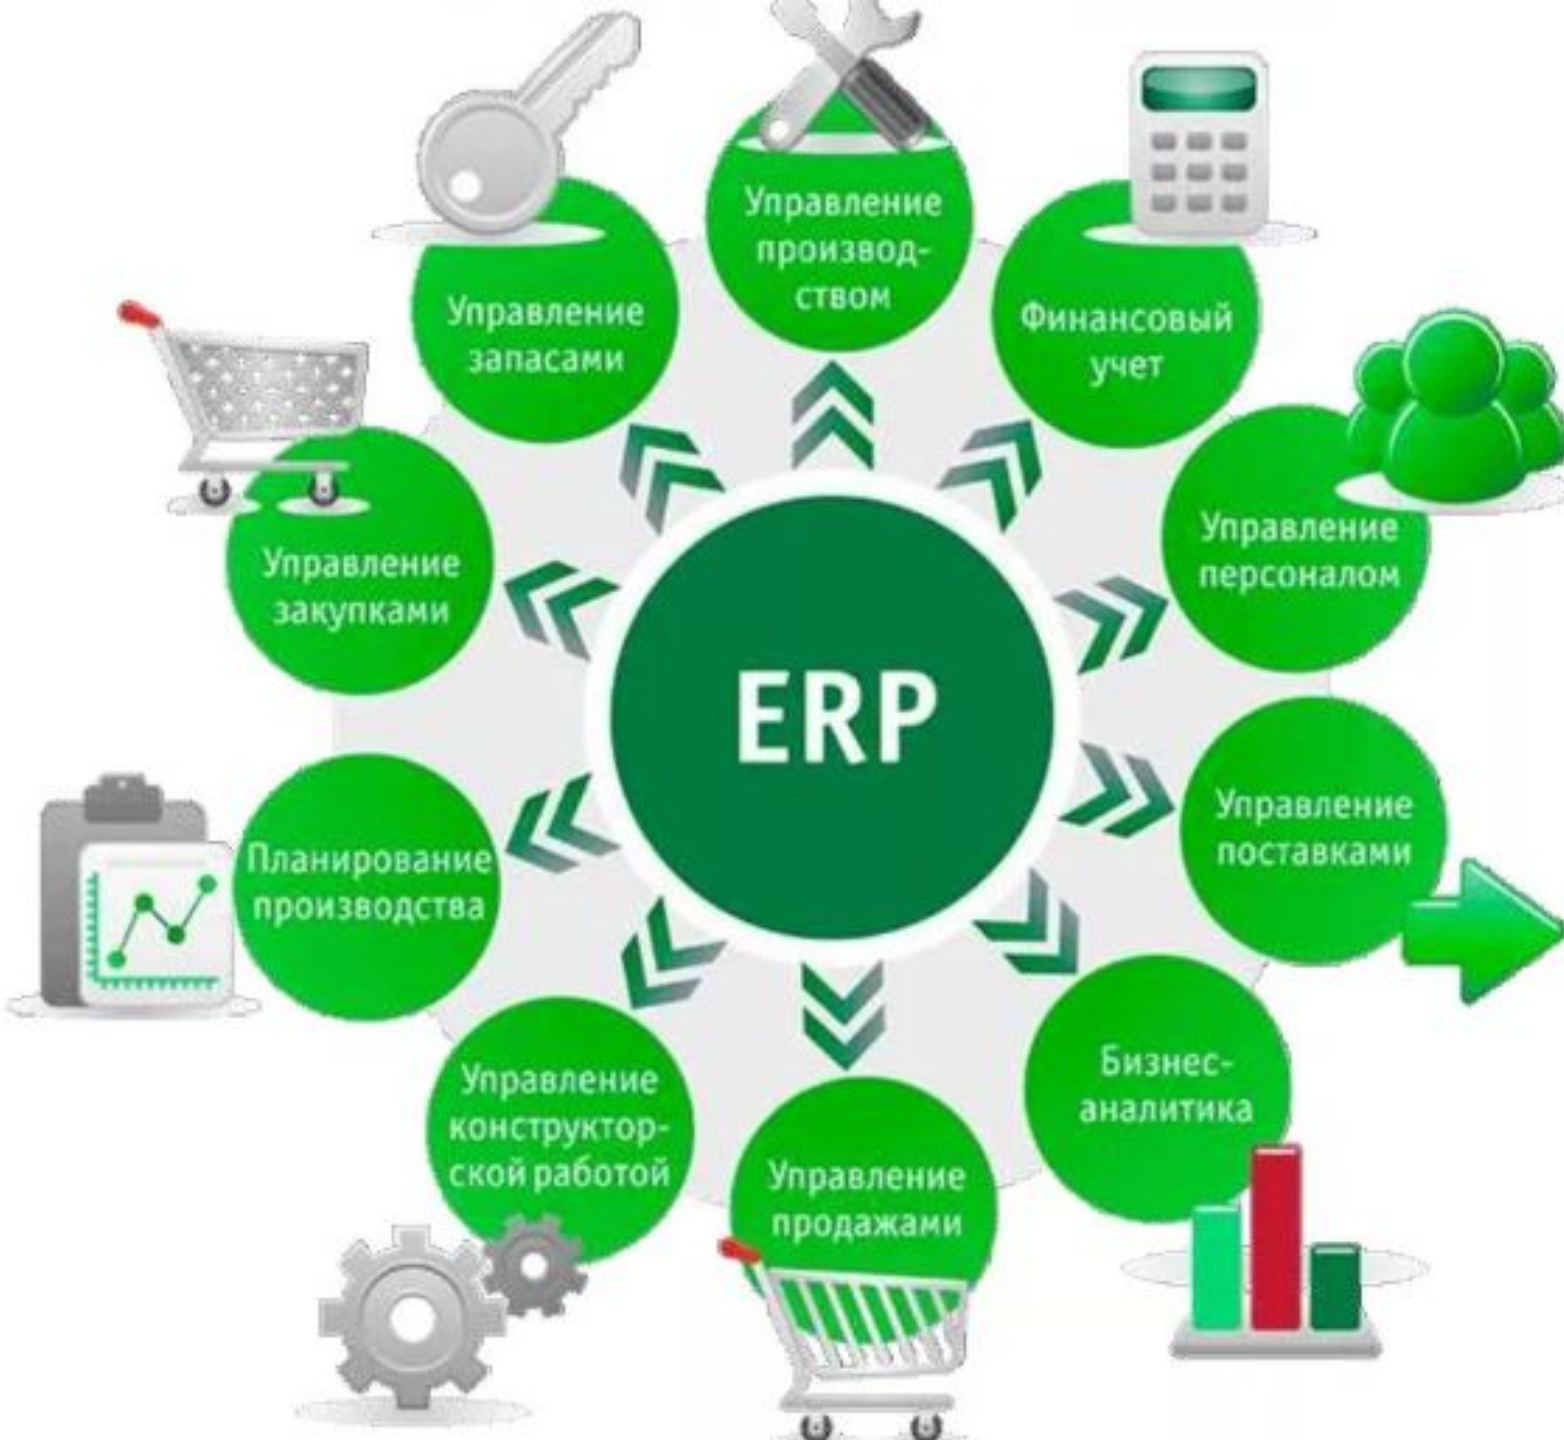 Управление
производ-
ством
Финансовый
учет
Управление
персоналом
Управление
поставками
Бизнес-
аналитика
Управление
продажами
Управление
конструктор-
ской работой
Планирование
производства
Управление
закупками
Управление
запасами
ERP